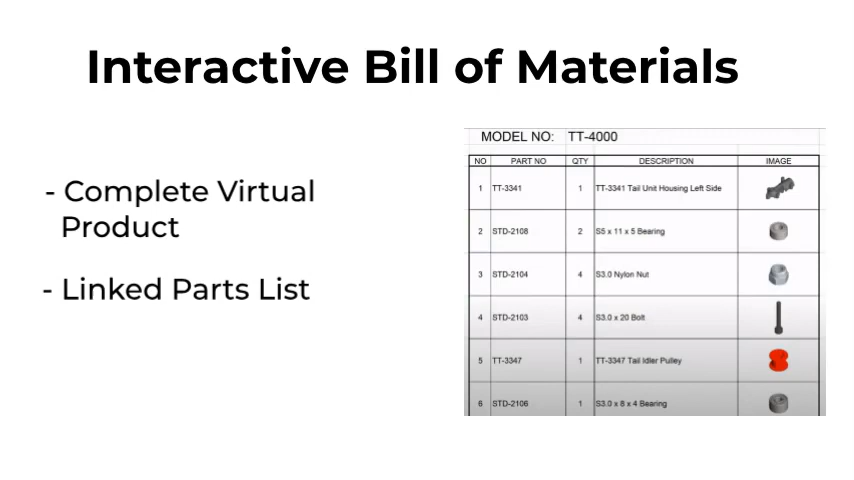 Interactive Bill of Materials
- Complete Virtual
Product
- Linked Parts List
MODEL NO: TT-4000
NO PART NO QTY DESCRIPTION IMAGE
1 TT-3341 1 TT-3341 Tail Unit Housing Left Side
2 STD-2108 2 S5 x 11 x 5 Bearing
3 STD-2104 4 S3.0 Nylon Nut
4 STD-2103 4 S3.0 x 20 Bolt
5 TT-3347 1 TT-3347 Tail Idler Pulley
6 STD-2106 1 S3.0 x 8 x 4 Bearing